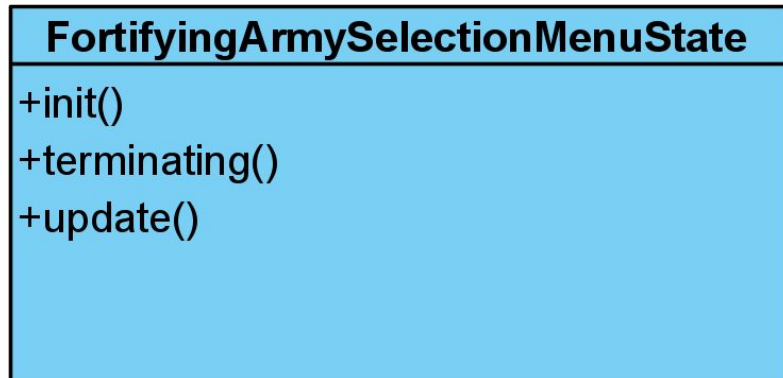 FortifyingArmySelectionMenuState
+init()
+terminating()
+update()